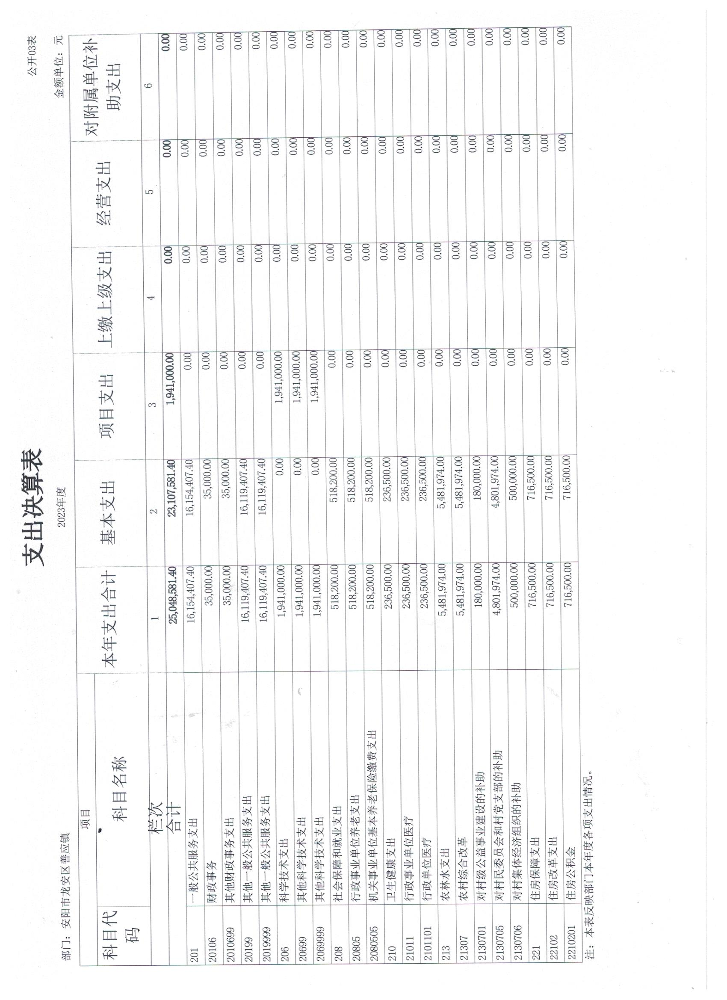 支出决算表
公开03表
部门：安阳市龙安区善应镇 2023年度 金额单位：元
项目 本年支出合计 基本支出 项目支出 上缴上级支出 经营支出 对附属单位补助支出
科目代码 科目名称
栏次 1 2 3 4 5 6
合计 25,048,581.40 23,107,581.40 1,941,000.00 0.00 0.00 0.00
201 一般公共服务支出 16,154,407.40 16,154,407.40 0.00 0.00 0.00 0.00
20106 财政事务 35,000.00 35,000.00 0.00 0.00 0.00 0.00
2010699 其他财政事务支出 35,000.00 35,000.00 0.00 0.00 0.00 0.00
20199 其他一般公共服务支出 16,119,407.40 16,119,407.40 0.00 0.00 0.00 0.00
2019999 其他一般公共服务支出 16,119,407.40 16,119,407.40 0.00 0.00 0.00 0.00
206 科学技术支出 1,941,000.00 0.00 1,941,000.00 0.00 0.00 0.00
20699 其他科学技术支出 1,941,000.00 0.00 1,941,000.00 0.00 0.00 0.00
2069999 其他科学技术支出 1,941,000.00 0.00 1,941,000.00 0.00 0.00 0.00
208 社会保障和就业支出 518,200.00 518,200.00 0.00 0.00 0.00 0.00
20805 行政事业单位养老支出 518,200.00 518,200.00 0.00 0.00 0.00 0.00
2080505 机关事业单位基本养老保险缴费支出 518,200.00 518,200.00 0.00 0.00 0.00 0.00
210 卫生健康支出 236,500.00 236,500.00 0.00 0.00 0.00 0.00
21011 行政事业单位医疗 236,500.00 236,500.00 0.00 0.00 0.00 0.00
2101101 行政单位医疗 236,500.00 236,500.00 0.00 0.00 0.00 0.00
213 农林水支出 5,481,974.00 5,481,974.00 0.00 0.00 0.00 0.00
21307 农村综合改革 5,481,974.00 5,481,974.00 0.00 0.00 0.00 0.00
2130701 对村级公益事业建设的补助 180,000.00 180,000.00 0.00 0.00 0.00 0.00
2130705 对村民委员会和村党支部的补助 4,801,974.00 4,801,974.00 0.00 0.00 0.00 0.00
2130706 对村集体经济组织的补助 500,000.00 500,000.00 0.00 0.00 0.00 0.00
221 住房保障支出 716,500.00 716,500.00 0.00 0.00 0.00 0.00
22102 住房改革支出 716,500.00 716,500.00 0.00 0.00 0.00 0.00
2210201 住房公积金 716,500.00 716,500.00 0.00 0.00 0.00 0.00
注：本表反映部门本年度各项支出情况。